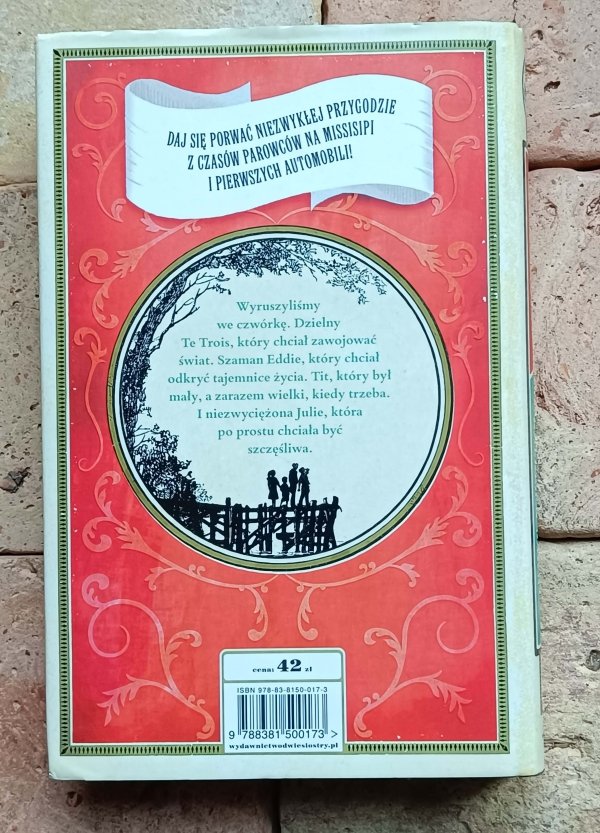 DAJ SIĘ PORWAĆ NIEZWYKŁEJ PRZYGODZIE
Z CZASÓW PAROWCÓW NA MISSISIPI
I PIERWSZYCH AUTOMOBILI!
Wyruszyliśmy
we czwórkę. Dzielny
Te Trois, który chciał zawojować
świat. Szaman Eddie, który chciał
odkryć tajemnice życia. Tit, który był
mały, a zarazem wielki, kiedy trzeba.
I niezwyciężona Julie, która
po prostu chciała być
szczęśliwa.
cena: 42 zł
ISBN 978-83-8150-017-3
9 788381 500173 >
wydawnictwodwiesiostry.pl